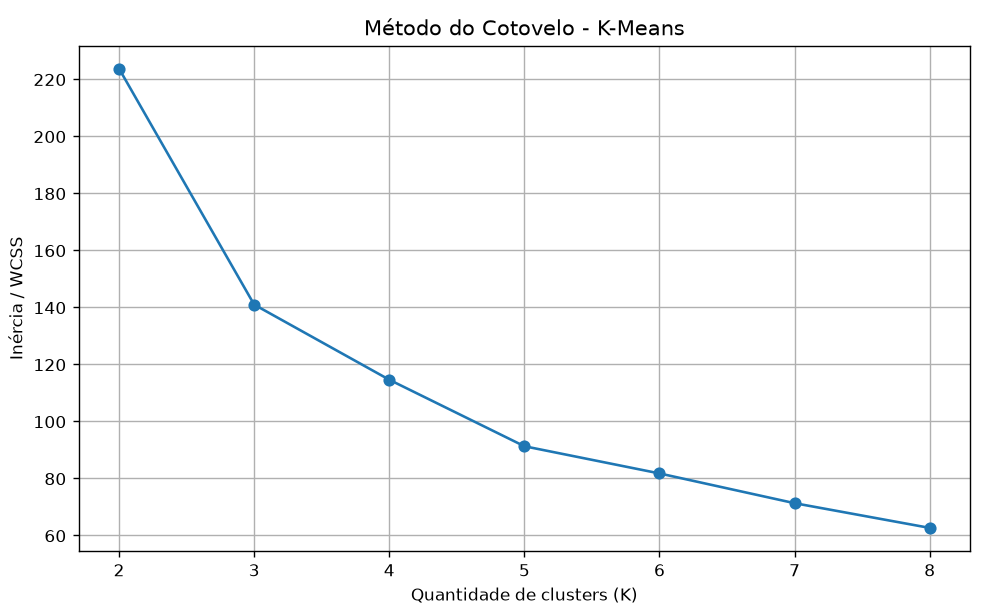 Método do Cotovelo - K-Means
220
200
180
160
140
120
100
80
60
Inércia / WCSS
2 3 4 5 6 7 8
Quantidade de clusters (K)